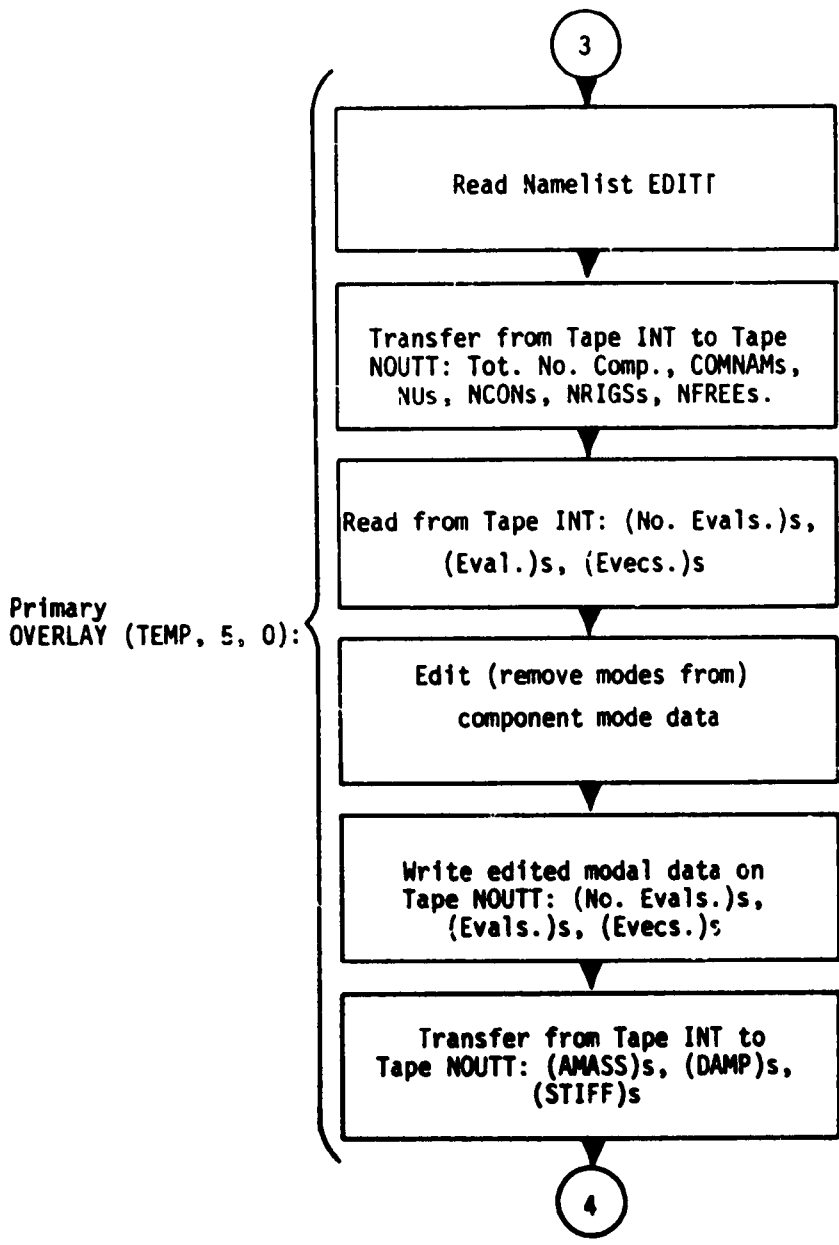 3
Read Namelist EDITT
Transfer from Tape INT to Tape
NOUTT: Tot. No. Comp., COMNAMs,
NUs, NCONs, NRIGSs, NFREEs.
Read from Tape INT: (No. Evals.)s,
(Eval.)s, (Evecs.)s
Primary
OVERLAY (TEMP, 5, 0):
Edit (remove modes from)
component mode data
Write edited modal data on
Tape NOUTT: (No. Evals.)s,
(Evals.)s, (Evecs.)s
Transfer from Tape INT to
Tape NOUTT: (AMASS)s, (DAMP)s,
(STIFF)s
4